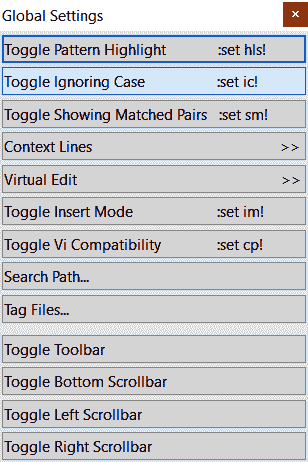 Global Settings
Toggle Pattern Highlight :set hls!
Toggle Ignoring Case :set ic!
Toggle Showing Matched Pairs :set sm!
Context Lines >>
Virtual Edit >>
Toggle Insert Mode :set im!
Toggle Vi Compatibility :set cp!
Search Path...
Tag Files...
Toggle Toolbar
Toggle Bottom Scrollbar
Toggle Left Scrollbar
Toggle Right Scrollbar